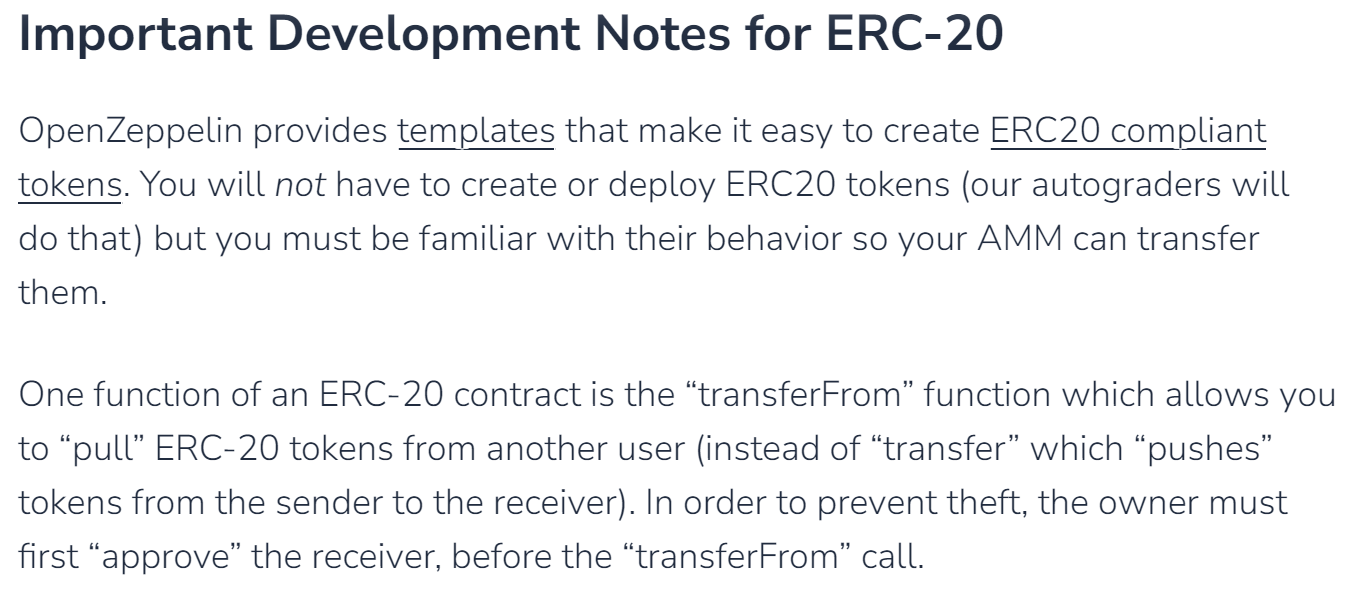 Important Development Notes for ERC-20
OpenZeppelin provides templates that make it easy to create ERC20 compliant
tokens. You will not have to create or deploy ERC20 tokens (our autograders will
do that) but you must be familiar with their behavior so your AMM can transfer
them.
One function of an ERC-20 contract is the “transferFrom” function which allows you
to “pull” ERC-20 tokens from another user (instead of “transfer” which “pushes”
tokens from the sender to the receiver). In order to prevent theft, the owner must
first “approve” the receiver, before the “transferFrom” call.